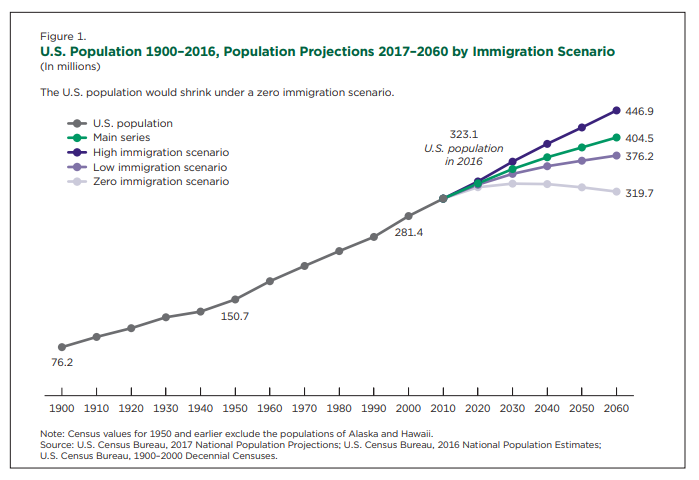 Figure 1.
U.S. Population 1900–2016, Population Projections 2017–2060 by Immigration Scenario
(In millions)
The U.S. population would shrink under a zero immigration scenario.
U.S. population
Main series
High immigration scenario
Low immigration scenario
Zero immigration scenario
323.1
U.S. population
in 2016
446.9
404.5
376.2
319.7
281.4
150.7
76.2
1900 1910 1920 1930 1940 1950 1960 1970 1980 1990 2000 2010 2020 2030 2040 2050 2060
Note: Census values for 1950 and earlier exclude the populations of Alaska and Hawaii.
Source: U.S. Census Bureau, 2017 National Population Projections; U.S. Census Bureau, 2016 National Population Estimates;
U.S. Census Bureau, 1900–2000 Decennial Censuses.